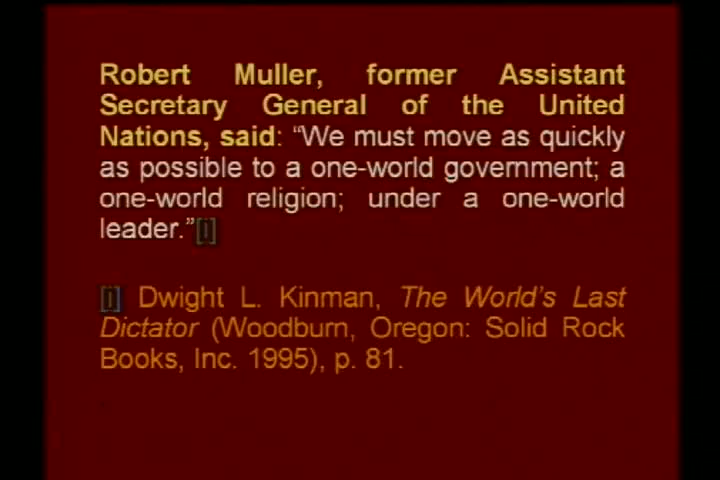 Robert Muller, former Assistant
Secretary General of the United
Nations, said: “We must move as quickly
as possible to a one-world government; a
one-world religion; under a one-world
leader.”[i]
[i] Dwight L. Kinman, The World’s Last
Dictator (Woodburn, Oregon: Solid Rock
Books, Inc. 1995), p. 81.